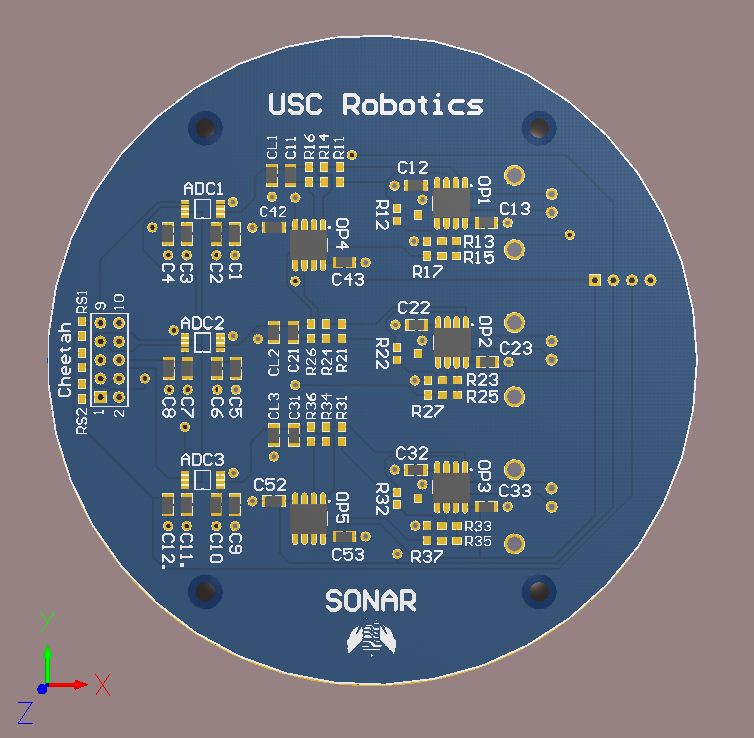 USC Robotics
CL1
C11
R16
R14
R11
C12
OP1
ADC1
C42
R12
C13
OP4
R13
R15
R17
C43
C4
C3
C2
C1
RS1
9
10
Cheetah
1
2
RS2
ADC2
C22
OP2
R22
C23
CL2
C21
R26
R24
R21
R23
R25
R27
C8
C7
C6
C5
CL3
C31
R36
R34
R31
ADC3
C32
OP3
R32
C33
C52
OP5
R33
R35
R37
C53
C12.
C11.
C10
C9
SONAR
Y
X
Z